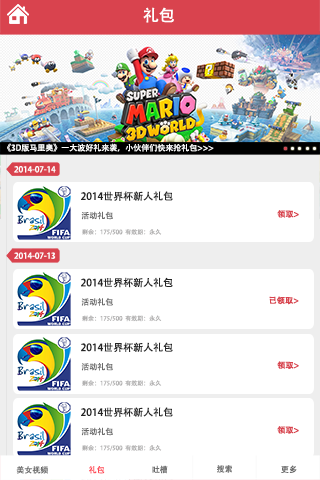 礼包
SUPER
MARIO
3D WORLD
《3D版马里奥》一大波好礼来袭，小伙伴们快来抢礼包>>>
2014-07-14
2014世界杯新人礼包
活动礼包
领取>
剩余：175/500 有效期：永久
Brasil
2014
FIFA
WORLD CUP
2014-07-13
2014世界杯新人礼包
活动礼包
已领取>
剩余：175/500 有效期：永久
Brasil
2014
FIFA
WORLD CUP
2014世界杯新人礼包
活动礼包
领取>
剩余：175/500 有效期：永久
Brasil
2014
FIFA
WORLD CUP
2014世界杯新人礼包
活动礼包
领取>
剩余：175/500 有效期：永久
Brasil
2014
FIFA
WORLD CUP
美女视频
礼包
吐槽
搜索
更多